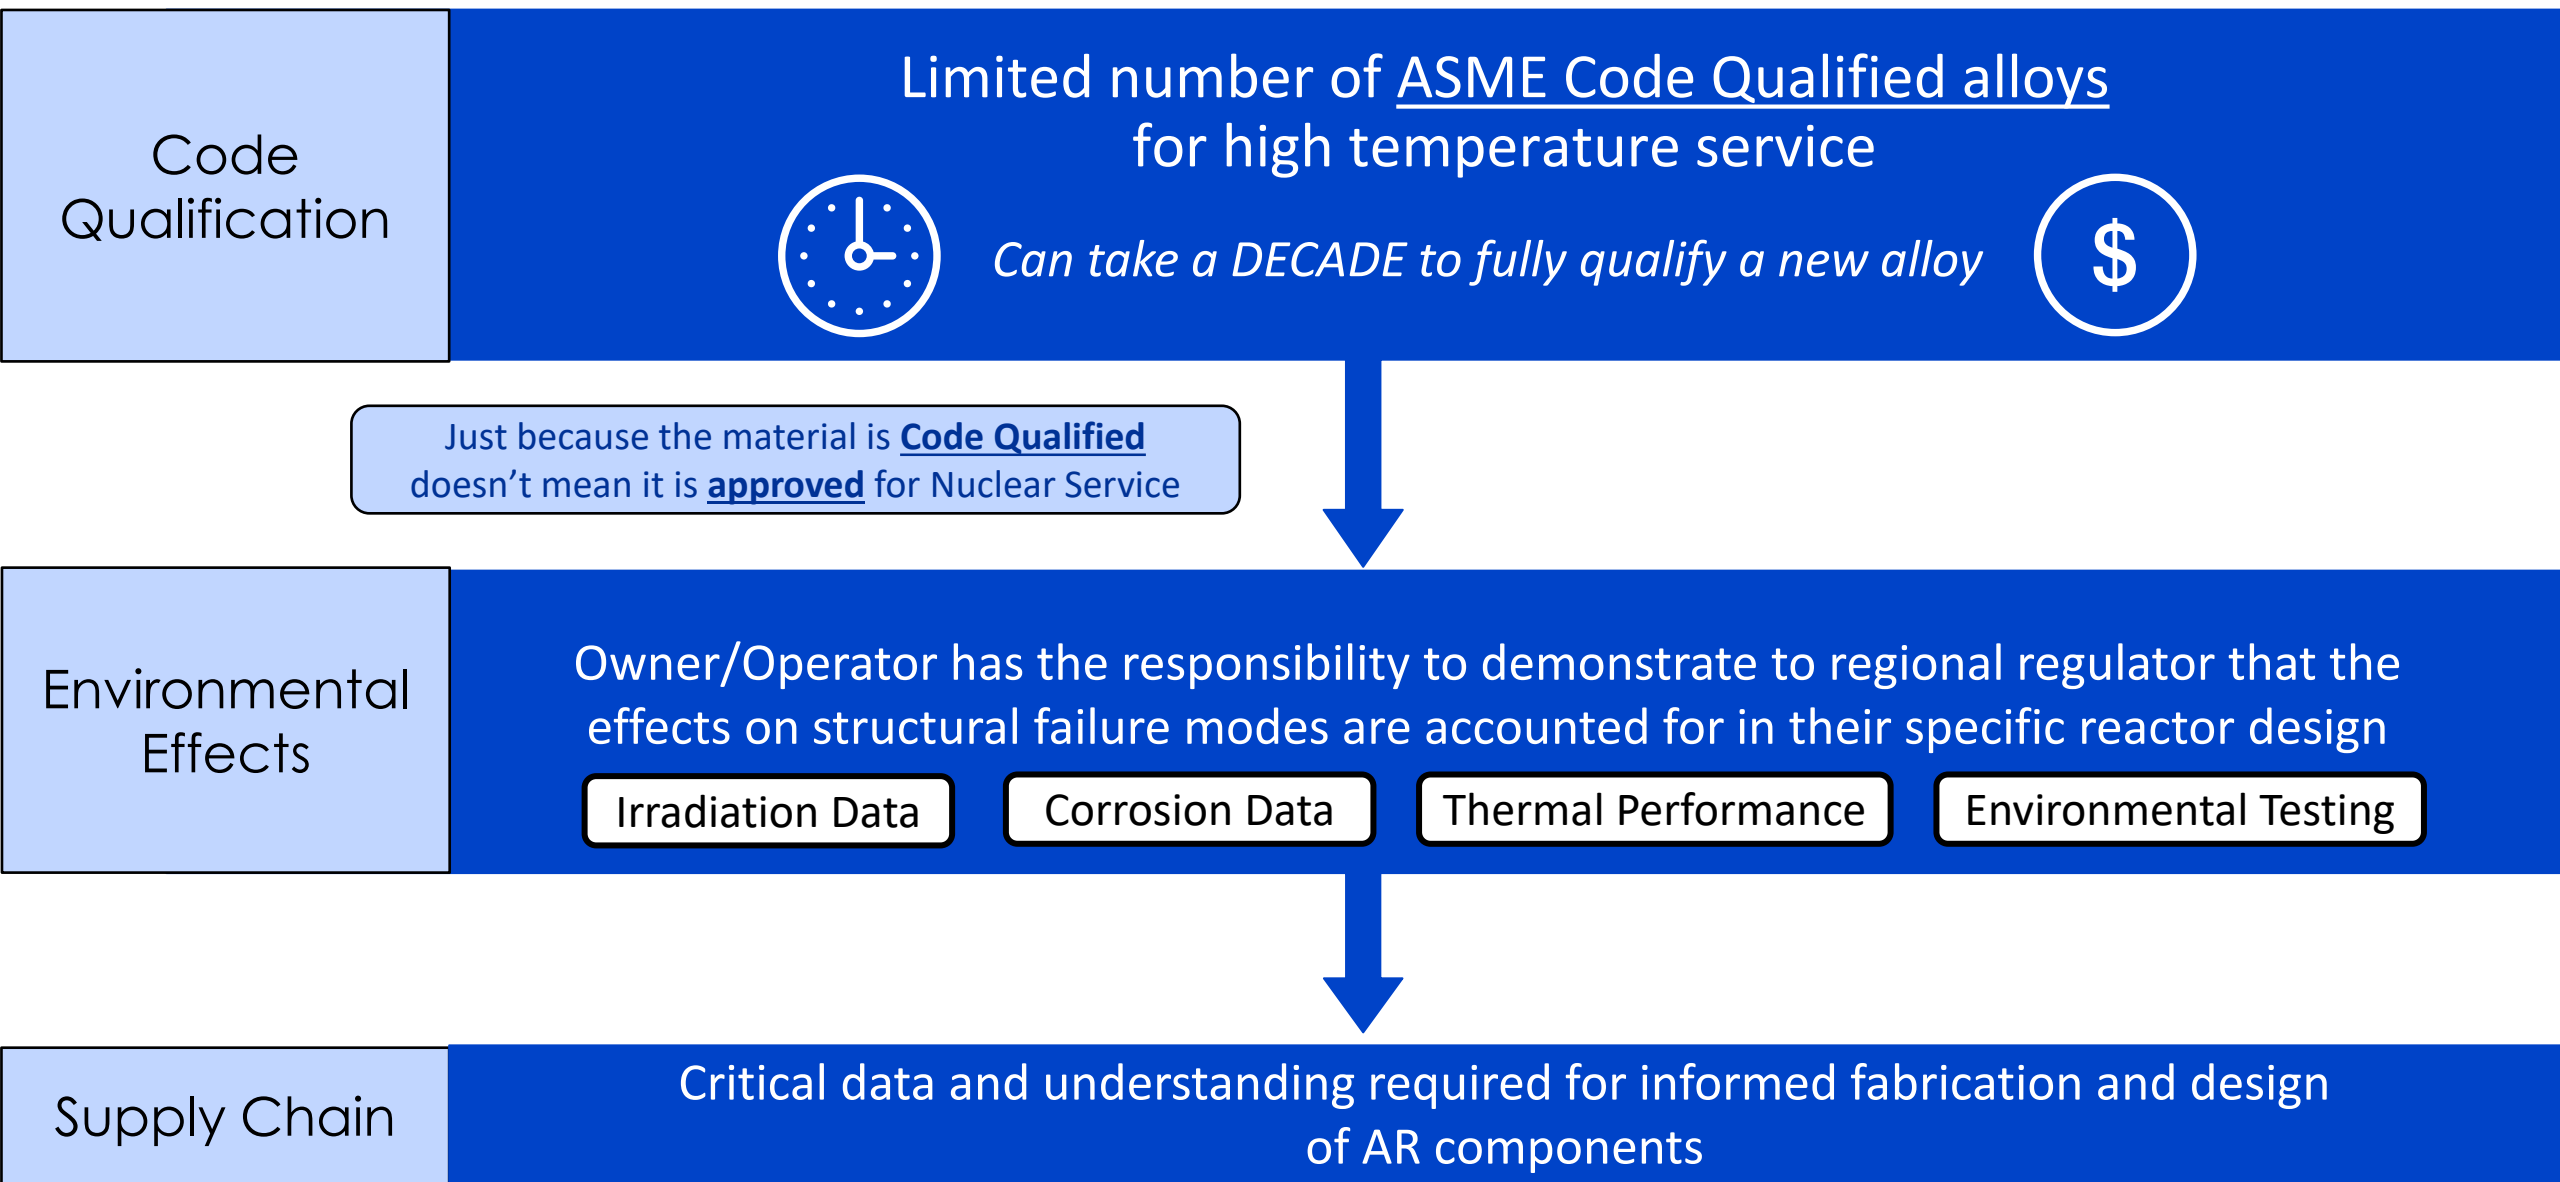 Code
Qualification
Limited number of ASME Code Qualified alloys
for high temperature service
Can take a DECADE to fully qualify a new alloy
$
Just because the material is Code Qualified
doesn’t mean it is approved for Nuclear Service
Environmental
Effects
Owner/Operator has the responsibility to demonstrate to regional regulator that the
effects on structural failure modes are accounted for in their specific reactor design
Irradiation Data
Corrosion Data
Thermal Performance
Environmental Testing
Supply Chain
Critical data and understanding required for informed fabrication and design
of AR components